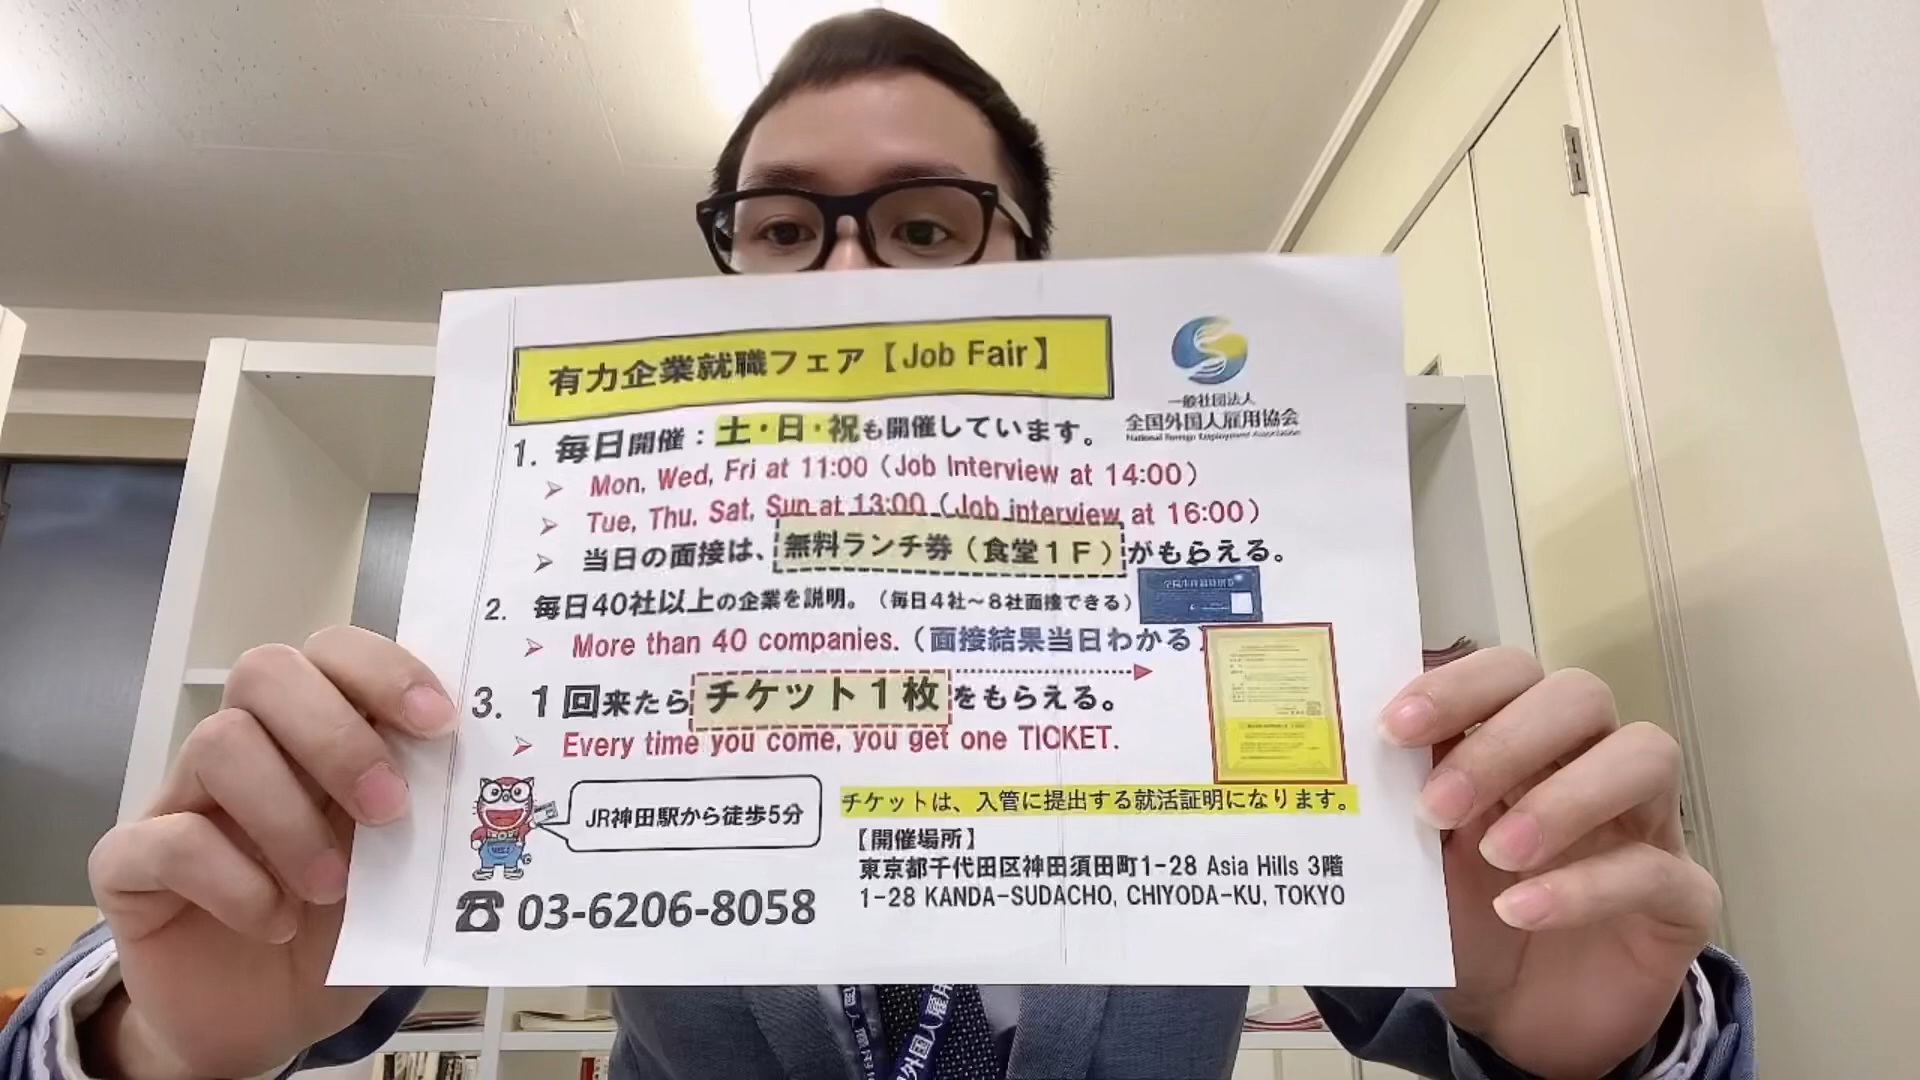 有力企業就職フェア【Job Fair】
一般社団法人
全国外国人雇用協会
National Foreign Employment Association
1. 毎日開催：土・日・祝も開催しています。
➢ Mon, Wed, Fri at 11:00（Job Interview at 14:00）
➢ Tue, Thu, Sat, Sun at 13:00（Job interview at 16:00）
➢ 当日の面接は、無料ランチ券（食堂１Ｆ）がもらえる。
2. 毎日40社以上の企業を説明。（毎日４社～８社面接できる）
➢ More than 40 companies.（面接結果当日わかる）
3. １回来たらチケット１枚をもらえる。
➢ Every time you come, you get one TICKET.
JR神田駅から徒歩5分
☎ 03-6206-8058
チケットは、入管に提出する就活証明になります。
【開催場所】
東京都千代田区神田須田町1-28 Asia Hills 3階
1-28 KANDA-SUDACHO, CHIYODA-KU, TOKYO
外国人雇用